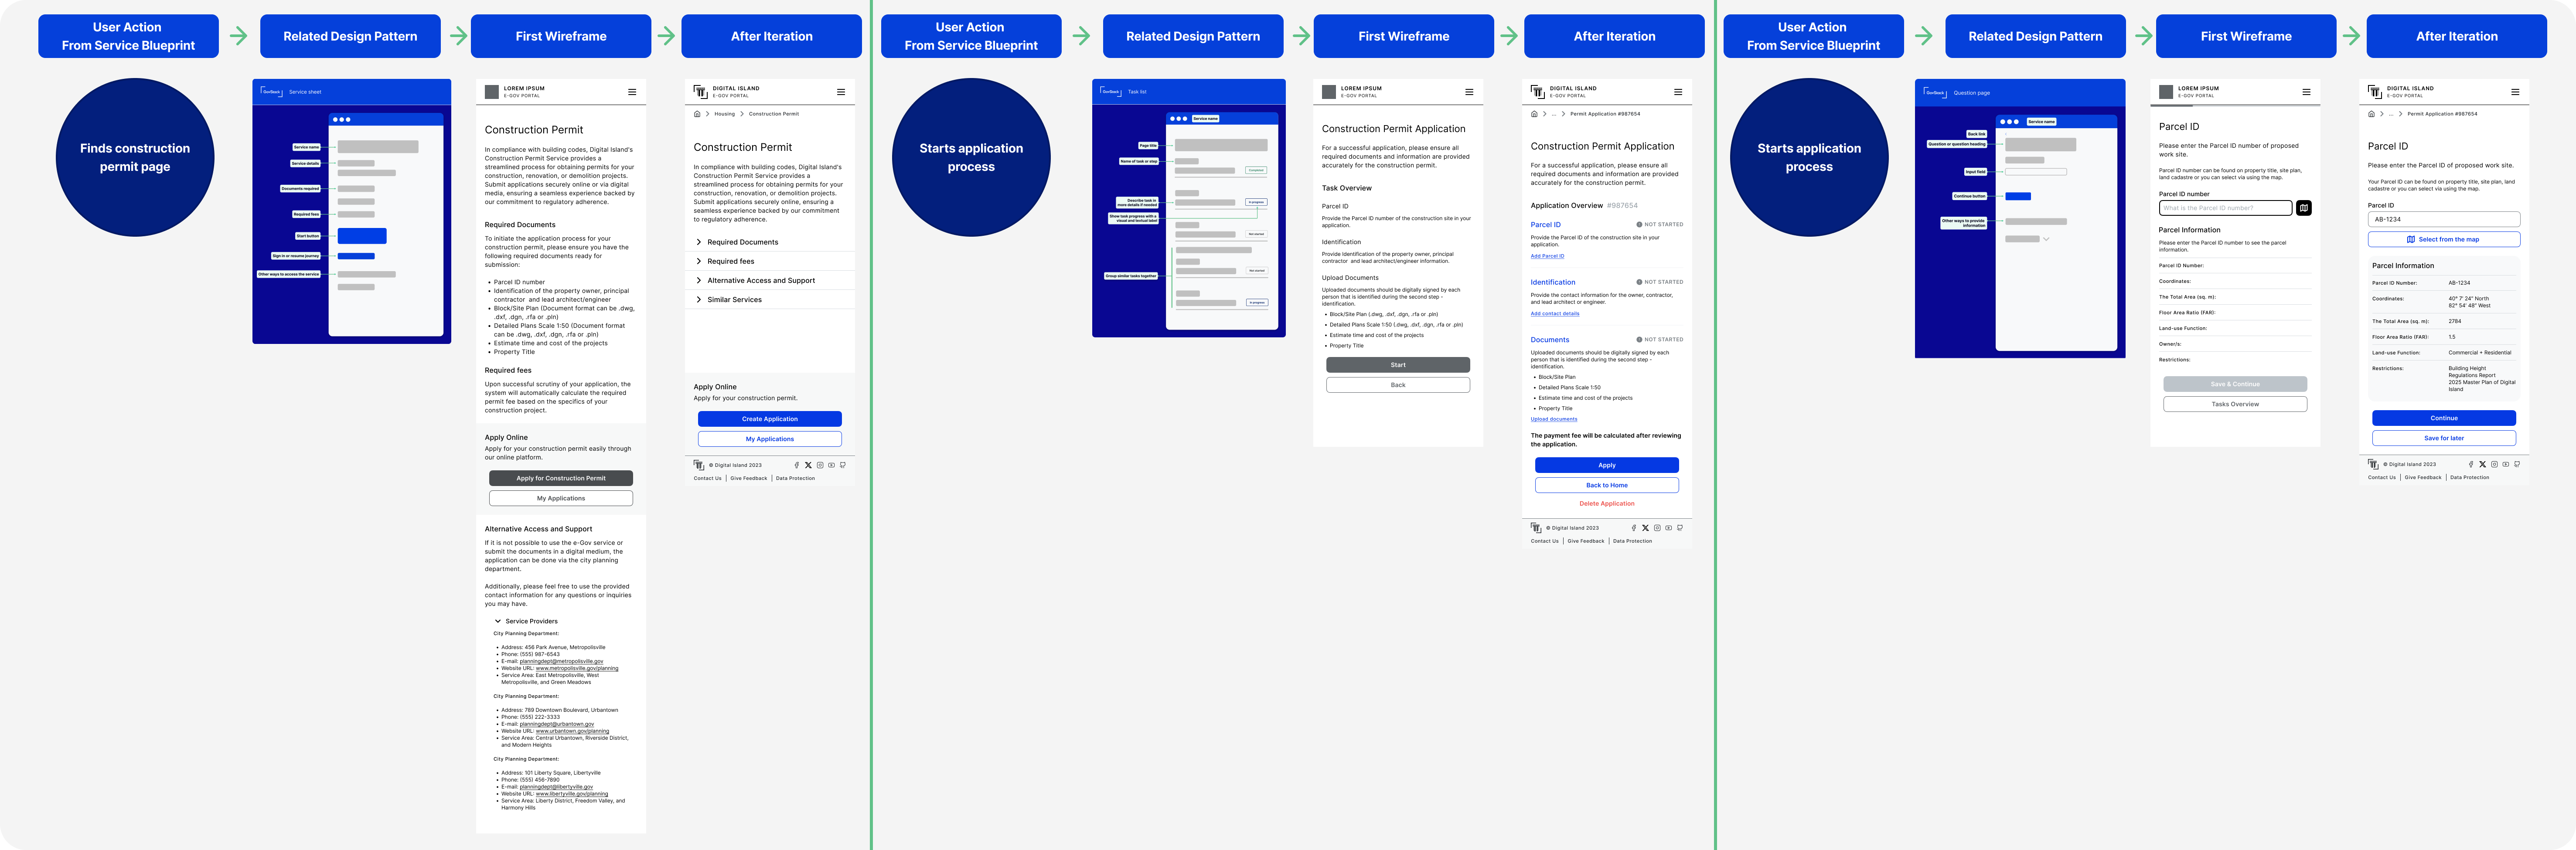 User Action
From Service Blueprint
Related Design Pattern
First Wireframe
After Iteration
Finds construction
permit page
GovStack
Service sheet
Service name
Service details
Documents required
Required fees
Start button
Sign in or resume journey
Other ways to access the service
LOREM IPSUM
E-GOV PORTAL
Construction Permit
In compliance with building codes, Digital Island's
Construction Permit Service provides a
streamlined process for obtaining permits for your
construction, renovation, or demolition projects.
Submit applications securely online or via digital
media, ensuring a seamless experience backed by
our commitment to regulatory adherence.
Required Documents
To initiate the application process for your
construction permit, please ensure you have the
following required documents ready for
submission:
• Parcel ID number
• Identification of the property owner, principal
contractor and lead architect/engineer
• Block/Site Plan (Document format can be .dwg,
.dxf, .dgn, .rfa or .pln)
• Detailed Plans Scale 1:50 (Document format
can be .dwg, .dxf, .dgn, .rfa or .pln)
• Estimate time and cost of the projects
• Property Title
Required fees
Upon successful scrutiny of your application, the
system will automatically calculate the required
permit fee based on the specifics of your
construction project.
Apply Online
Apply for your construction permit easily through
our online platform.
Apply for Construction Permit
My Applications
Alternative Access and Support
If it is not possible to use the e-Gov service or
submit the documents in a digital medium, the
application can be done via the city planning
department.
Additionally, please feel free to use the provided
contact information for any questions or inquiries
you may have.
Service Providers
City Planning Department:
• Address: 456 Park Avenue, Metropolisville
• Phone: (555) 987-6543
• E-mail: planningdept@metropolisville.gov
• Website URL: www.metropolisville.gov/planning
• Service Area: East Metropolisville, West
Metropolisville, and Green Meadows
City Planning Department:
• Address: 789 Downtown Boulevard, Urbantown
• Phone: (555) 222-3333
• E-mail: planningdept@urbantown.gov
• Website URL: www.urbantown.gov/planning
• Service Area: Central Urbantown, Riverside District,
and Modern Heights
City Planning Department:
• Address: 101 Liberty Square, Libertyville
• Phone: (555) 456-7890
• E-mail: planningdept@libertyville.gov
• Website URL: www.libertyville.gov/planning
• Service Area: Liberty District, Freedom Valley, and
Harmony Hills
DIGITAL ISLAND
E-GOV PORTAL
Housing
Construction Permit
Construction Permit
In compliance with building codes, Digital Island's
Construction Permit Service provides a
streamlined process for obtaining permits for your
construction, renovation, or demolition projects.
Submit applications securely online, ensuring a
seamless experience backed by our commitment
to regulatory adherence.
Required Documents
Required fees
Alternative Access and Support
Similar Services
Apply Online
Apply for your construction permit.
Create Application
My Applications
© Digital Island 2023
Contact Us | Give Feedback | Data Protection
User Action
From Service Blueprint
Related Design Pattern
First Wireframe
After Iteration
Starts application
process
GovStack
Task list
Service name
Page title
Name of task or step
Describe task in
more details if needed
Show task progress with a
visual and textual label
Group similar tasks together
Completed
In progress
Not started
Not started
In progress
LOREM IPSUM
E-GOV PORTAL
Construction Permit Application
For a successful application, please ensure all
required documents and information are provided
accurately for the construction permit.
Task Overview
Parcel ID
Provide the Parcel ID number of the construction site in your
application.
Identification
Provide Identification of the property owner, principal
contractor and lead architect/engineer information.
Upload Documents
Uploaded documents should be digitally signed by each
person that is identified during the second step -
identification.
• Block/Site Plan (.dwg, .dxf, .dgn, .rfa or .pln)
• Detailed Plans Scale 1:50 (.dwg, .dxf, .dgn, .rfa or .pln)
• Estimate time and cost of the projects
• Property Title
Start
Back
DIGITAL ISLAND
E-GOV PORTAL
...
Permit Application #987654
Construction Permit Application
For a successful application, please ensure all
required documents and information are provided
accurately for the construction permit.
Application Overview #987654
Parcel ID
NOT STARTED
Provide the Parcel ID of the construction site in your
application.
Add Parcel ID
Identification
NOT STARTED
Provide the contact information for the owner, contractor,
and lead architect or engineer.
Add contact details
Documents
NOT STARTED
Uploaded documents should be digitally signed by each
person that is identified during the second step -
identification.
• Block/Site Plan
• Detailed Plans Scale 1:50
• Estimate time and cost of the projects
• Property Title
Upload documents
The payment fee will be calculated after reviewing
the application.
Apply
Back to Home
Delete Application
© Digital Island 2023
Contact Us | Give Feedback | Data Protection
User Action
From Service Blueprint
Related Design Pattern
First Wireframe
After Iteration
Starts application
process
GovStack
Question page
Service name
Back link
Question or question heading
Input field
Continue button
Other ways to provide
information
LOREM IPSUM
E-GOV PORTAL
Parcel ID
Please enter the Parcel ID number of proposed
work site.
Parcel ID number can be found on property title, site plan,
land cadastre or you can select via using the map.
Parcel ID number
What is the Parcel ID number?
Parcel Information
Please enter the Parcel ID number to see the parcel
information.
Parcel ID Number:
Coordinates:
The Total Area (sq. m):
Floor Area Ratio (FAR):
Land-use Function:
Owner/s:
Restrictions:
Save & Continue
Tasks Overview
DIGITAL ISLAND
E-GOV PORTAL
...
Permit Application #987654
Parcel ID
Please enter the Parcel ID of proposed work site.
Your Parcel ID can be found on property title, site plan, land
cadastre or you can select via using the map.
Parcel ID
AB-1234
Select from the map
Parcel Information
Parcel ID Number: AB-1234
Coordinates: 40° 7' 24" North
82° 54' 48" West
The Total Area (sq. m): 2784
Floor Area Ratio (FAR): 1.5
Land-use Function: Commercial + Residential
Restrictions: Building Height
Regulations Report
2025 Master Plan of Digital
Island
Continue
Save for later
© Digital Island 2023
Contact Us | Give Feedback | Data Protection